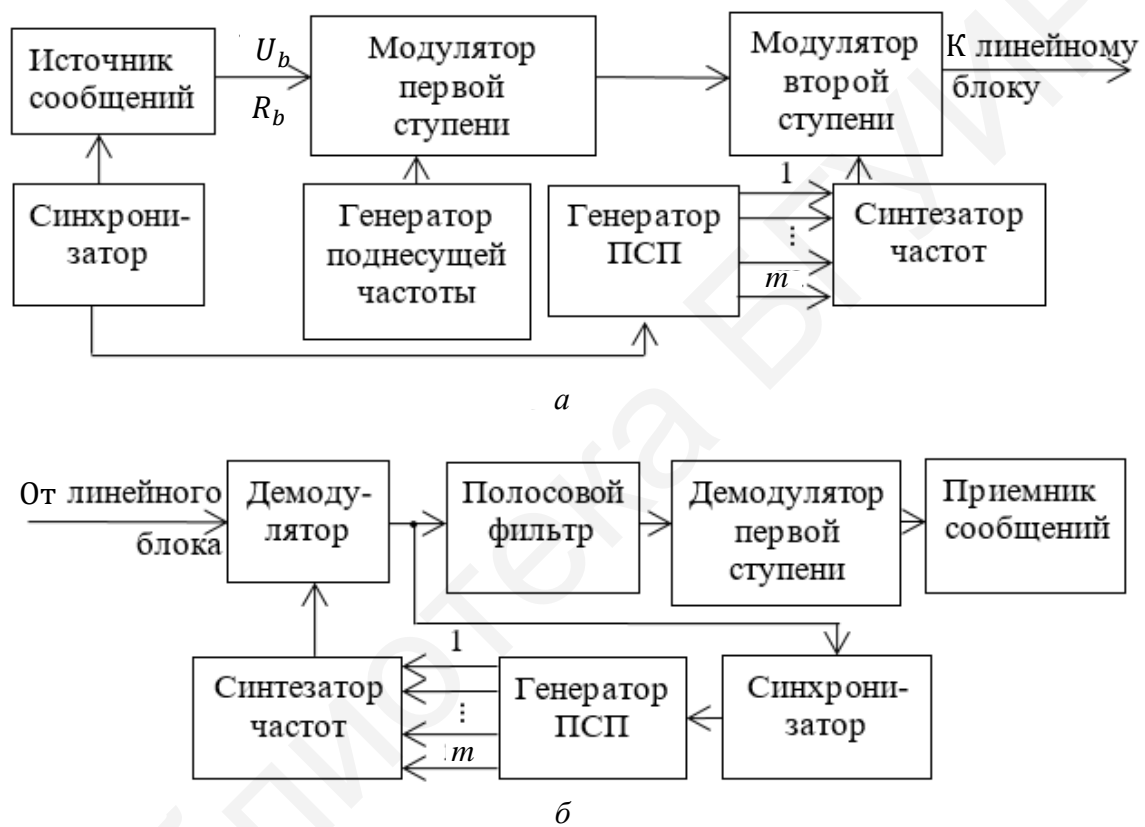 Источник
сообщений
U_b
R_b
Модулятор
первой
ступени
Модулятор
второй
ступени
К линейному
блоку
Синхрони-
затор
Генератор
поднесущей
частоты
Генератор
ПСП
1
⋮
m
Синтезатор
частот
а
От линейного
блока
Демоду-
лятор
Полосовой
фильтр
Демодулятор
первой
ступени
Приемник
сообщений
Синтезатор
частот
1
⋮
m
Генератор
ПСП
Синхрони-
затор
б